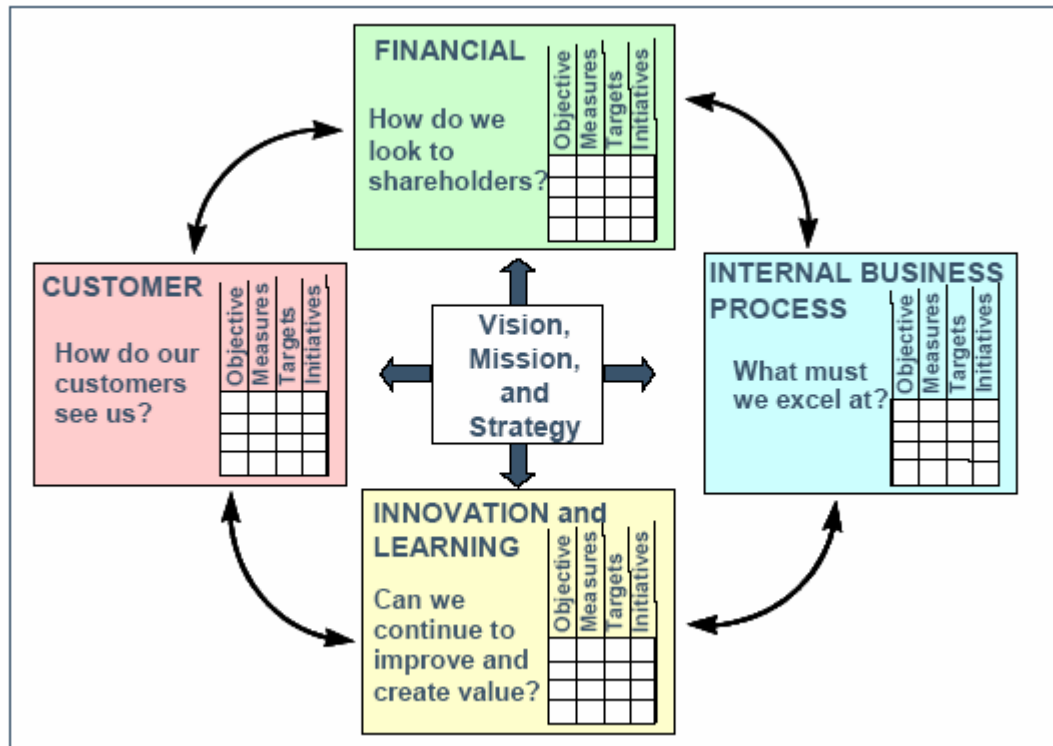 FINANCIAL
How do we
look to
shareholders?
Objective
Measures
Targets
Initiatives
CUSTOMER
How do our
customers
see us?
Objective
Measures
Targets
Initiatives
Vision,
Mission,
and
Strategy
INTERNAL BUSINESS
PROCESS
What must
we excel at?
Objective
Measures
Targets
Initiatives
INNOVATION and
LEARNING
Can we
continue to
improve and
create value?
Objective
Measures
Targets
Initiatives